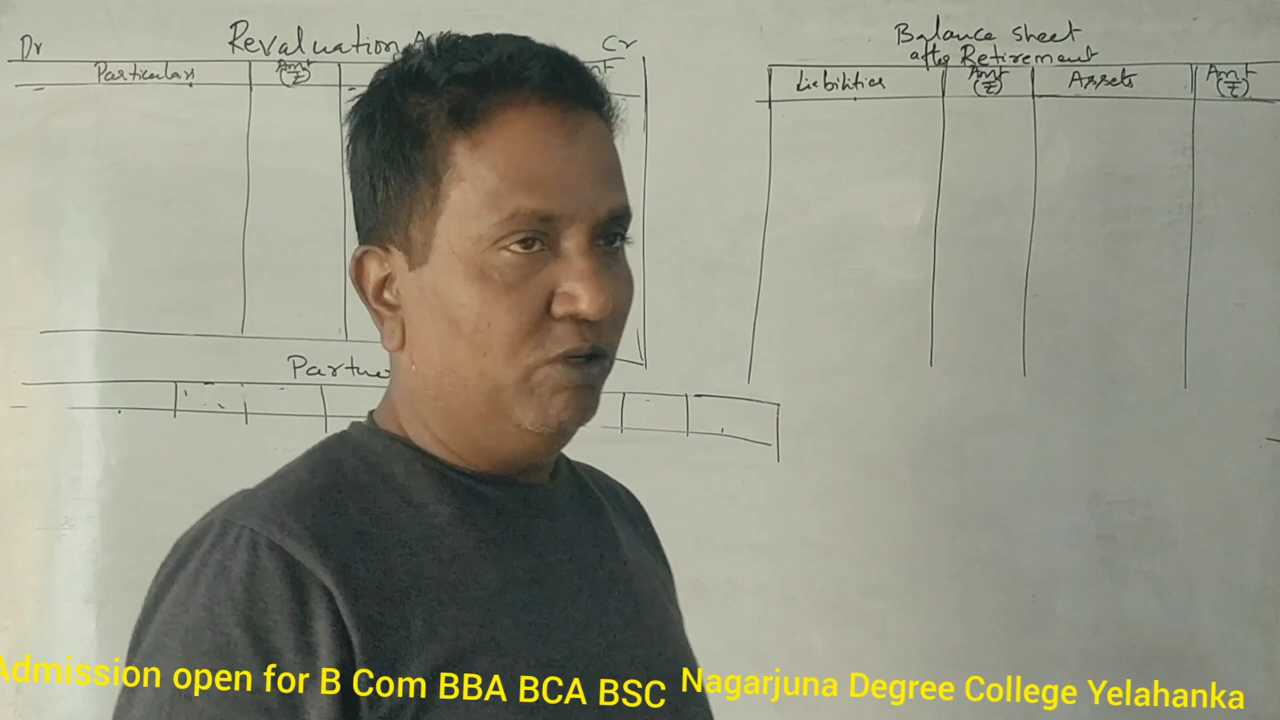 Dr Revaluation Cr
Particulars Amt (₹)
Balance sheet
after Retirement
Liabilities Amt (₹) Assets Amt (₹)
Admission open for B Com BBA BCA BSC Nagarjuna Degree College Yelahanka